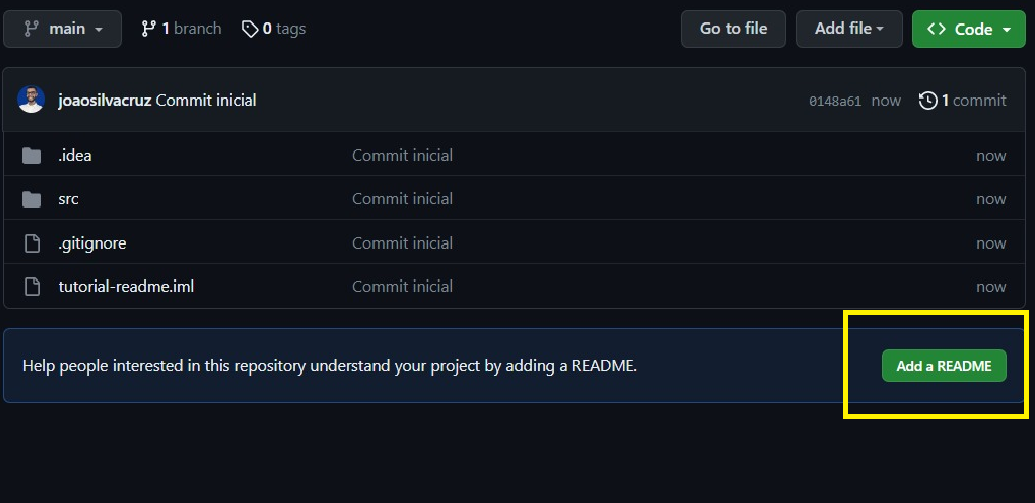 main 1 branch 0 tags Go to file Add file Code
joaosilvacruz Commit inicial 0148a61 now 1 commit
.idea Commit inicial now
src Commit inicial now
.gitignore Commit inicial now
tutorial-readme.iml Commit inicial now
Help people interested in this repository understand your project by adding a README. Add a README